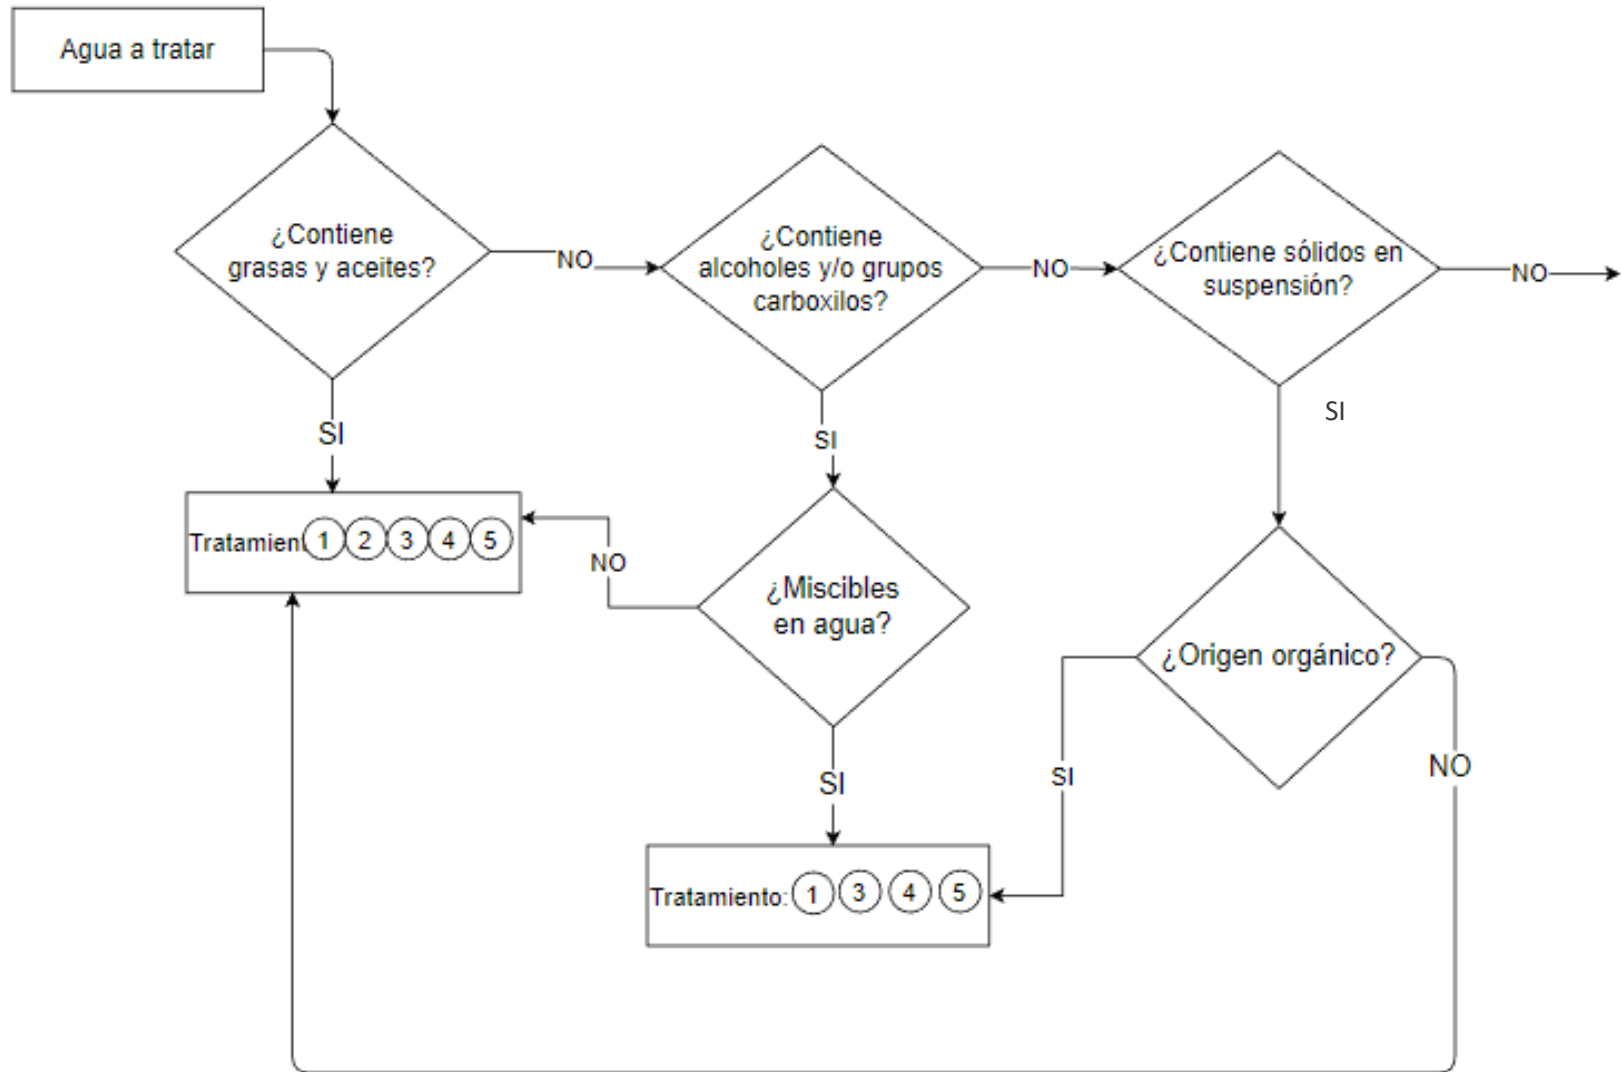 Agua a tratar
¿Contiene
grasas y aceites?
NO
¿Contiene
alcoholes y/o grupos
carboxilos?
NO
¿Contiene sólidos en
suspensión?
NO
SI
SI
SI
Tratamien 1 2 3 4 5
NO
¿Miscibles
en agua?
¿Origen orgánico?
SI
SI
NO
Tratamiento: 1 3 4 5